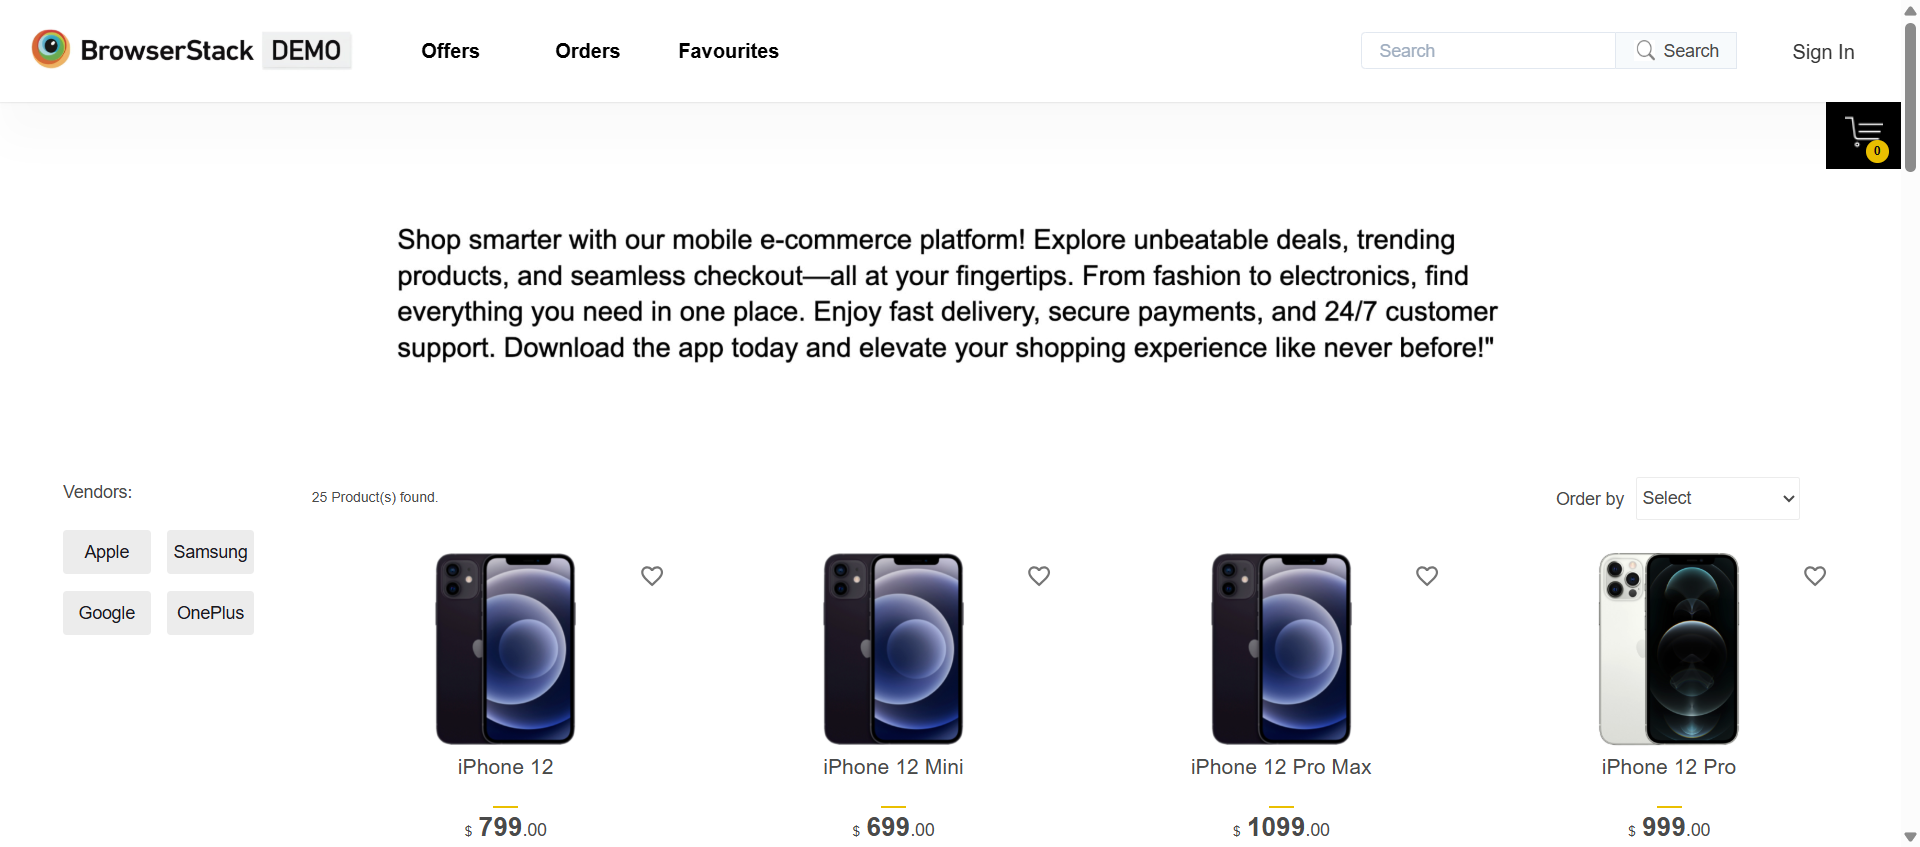 BrowserStack DEMO
Offers
Orders
Favourites
Search
Search
Sign In
0
Shop smarter with our mobile e-commerce platform! Explore unbeatable deals, trending
products, and seamless checkout—all at your fingertips. From fashion to electronics, find
everything you need in one place. Enjoy fast delivery, secure payments, and 24/7 customer
support. Download the app today and elevate your shopping experience like never before!"
Vendors:
Apple
Samsung
Google
OnePlus
25 Product(s) found.
Order by
Select
iPhone 12
$ 799.00
iPhone 12 Mini
$ 699.00
iPhone 12 Pro Max
$ 1099.00
iPhone 12 Pro
$ 999.00